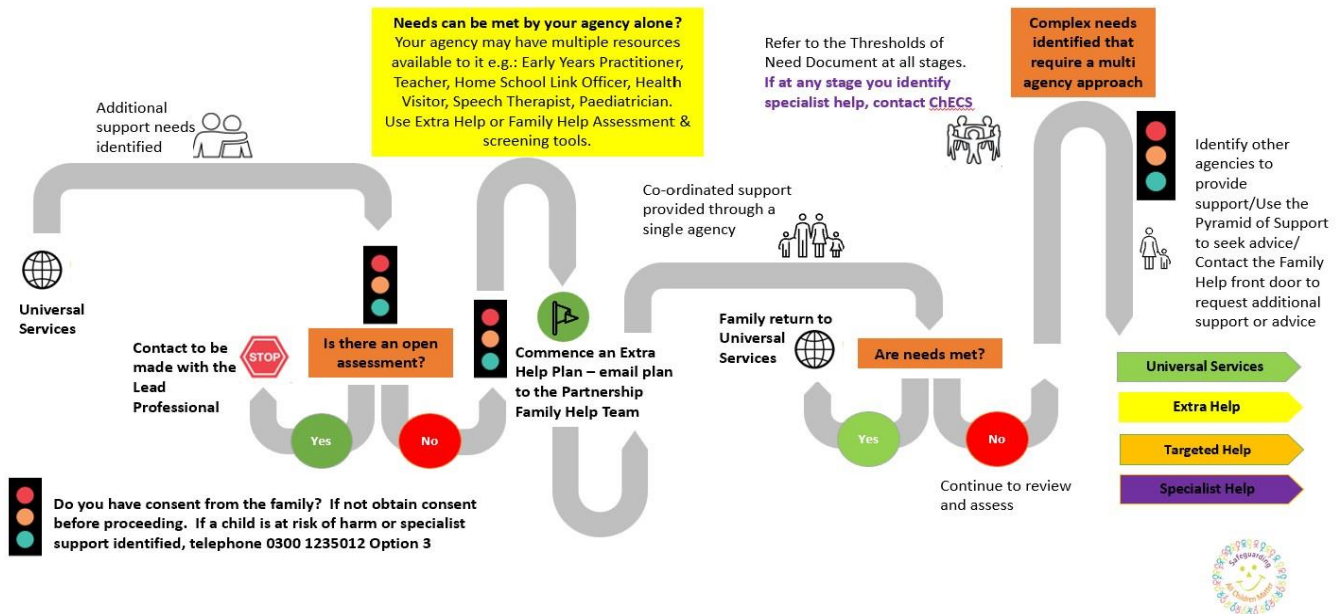 Needs can be met by your agency alone?
Your agency may have multiple resources
available to it e.g.: Early Years Practitioner,
Teacher, Home School Link Officer, Health
Visitor, Speech Therapist, Paediatrician.
Use Extra Help or Family Help Assessment &
screening tools.
Refer to the Thresholds of
Need Document at all stages.
If at any stage you identify
specialist help, contact ChECS
Complex needs
identified that
require a multi
agency approach
Additional
support needs
identified
Identify other
agencies to
provide
support/Use the
Pyramid of Support
to seek advice/
Contact the Family
Help front door to
request additional
support or advice
Co-ordinated support
provided through a
single agency
Universal
Services
Contact to be
made with the
Lead
Professional
STOP
Is there an open
assessment?
Yes
No
Commence an Extra
Help Plan – email plan
to the Partnership
Family Help Team
Family return to
Universal
Services
Are needs met?
Yes
No
Continue to review
and assess
Universal Services
Extra Help
Targeted Help
Specialist Help
Do you have consent from the family? If not obtain consent
before proceeding. If a child is at risk of harm or specialist
support identified, telephone 0300 1235012 Option 3
Safeguarding
All Children Matter